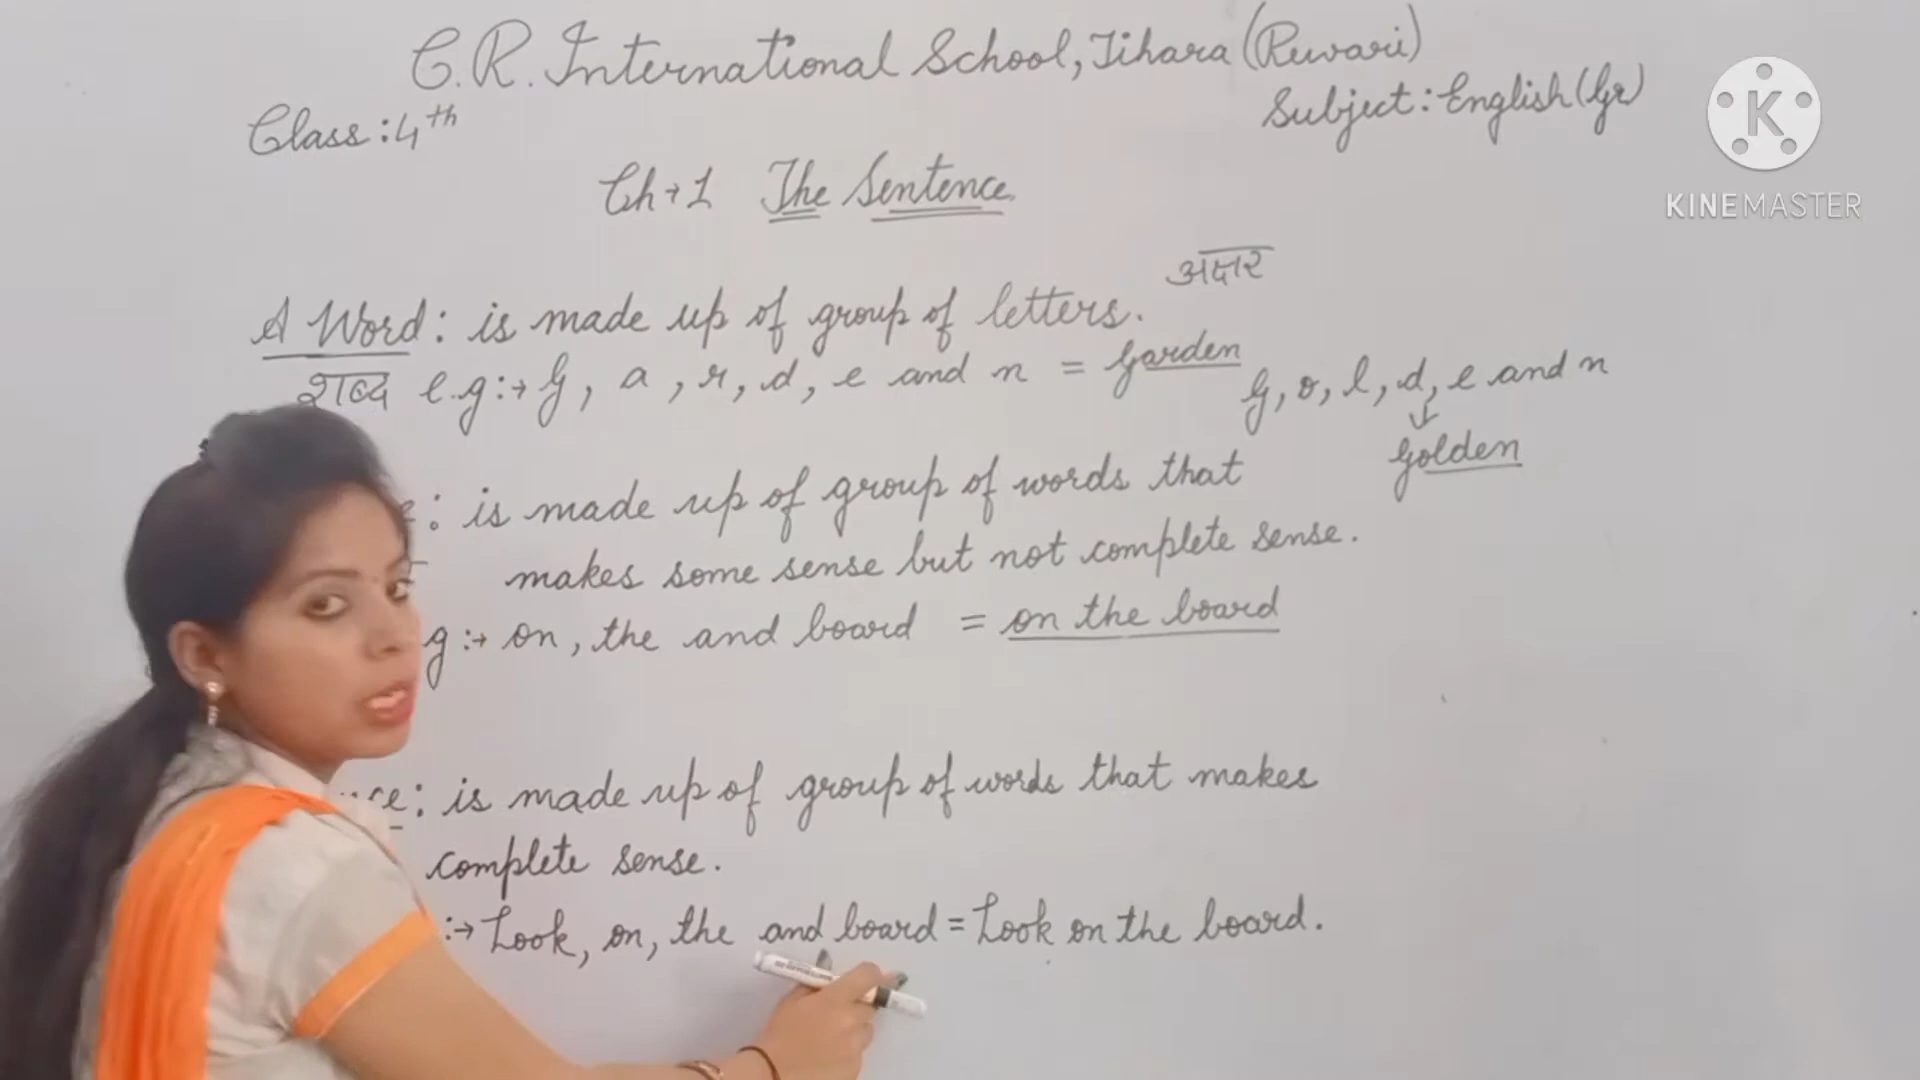 C.R. International School, Jihara (Rewari)
Class : 4th
Subject : English (Gr)
Ch → 1 The Sentence
अक्षर
A Word : is made up of group of letters.
शब्द e.g :→ G, a, r, d, e and n = Garden
G, o, l, d, e and n
↓
Golden
: is made up of group of words that
makes some sense but not complete sense.
g :→ on, the and board = on the board
nce : is made up of group of words that makes
complete sense.
:→ Look, on, the and board = Look on the board.
KINEMASTER